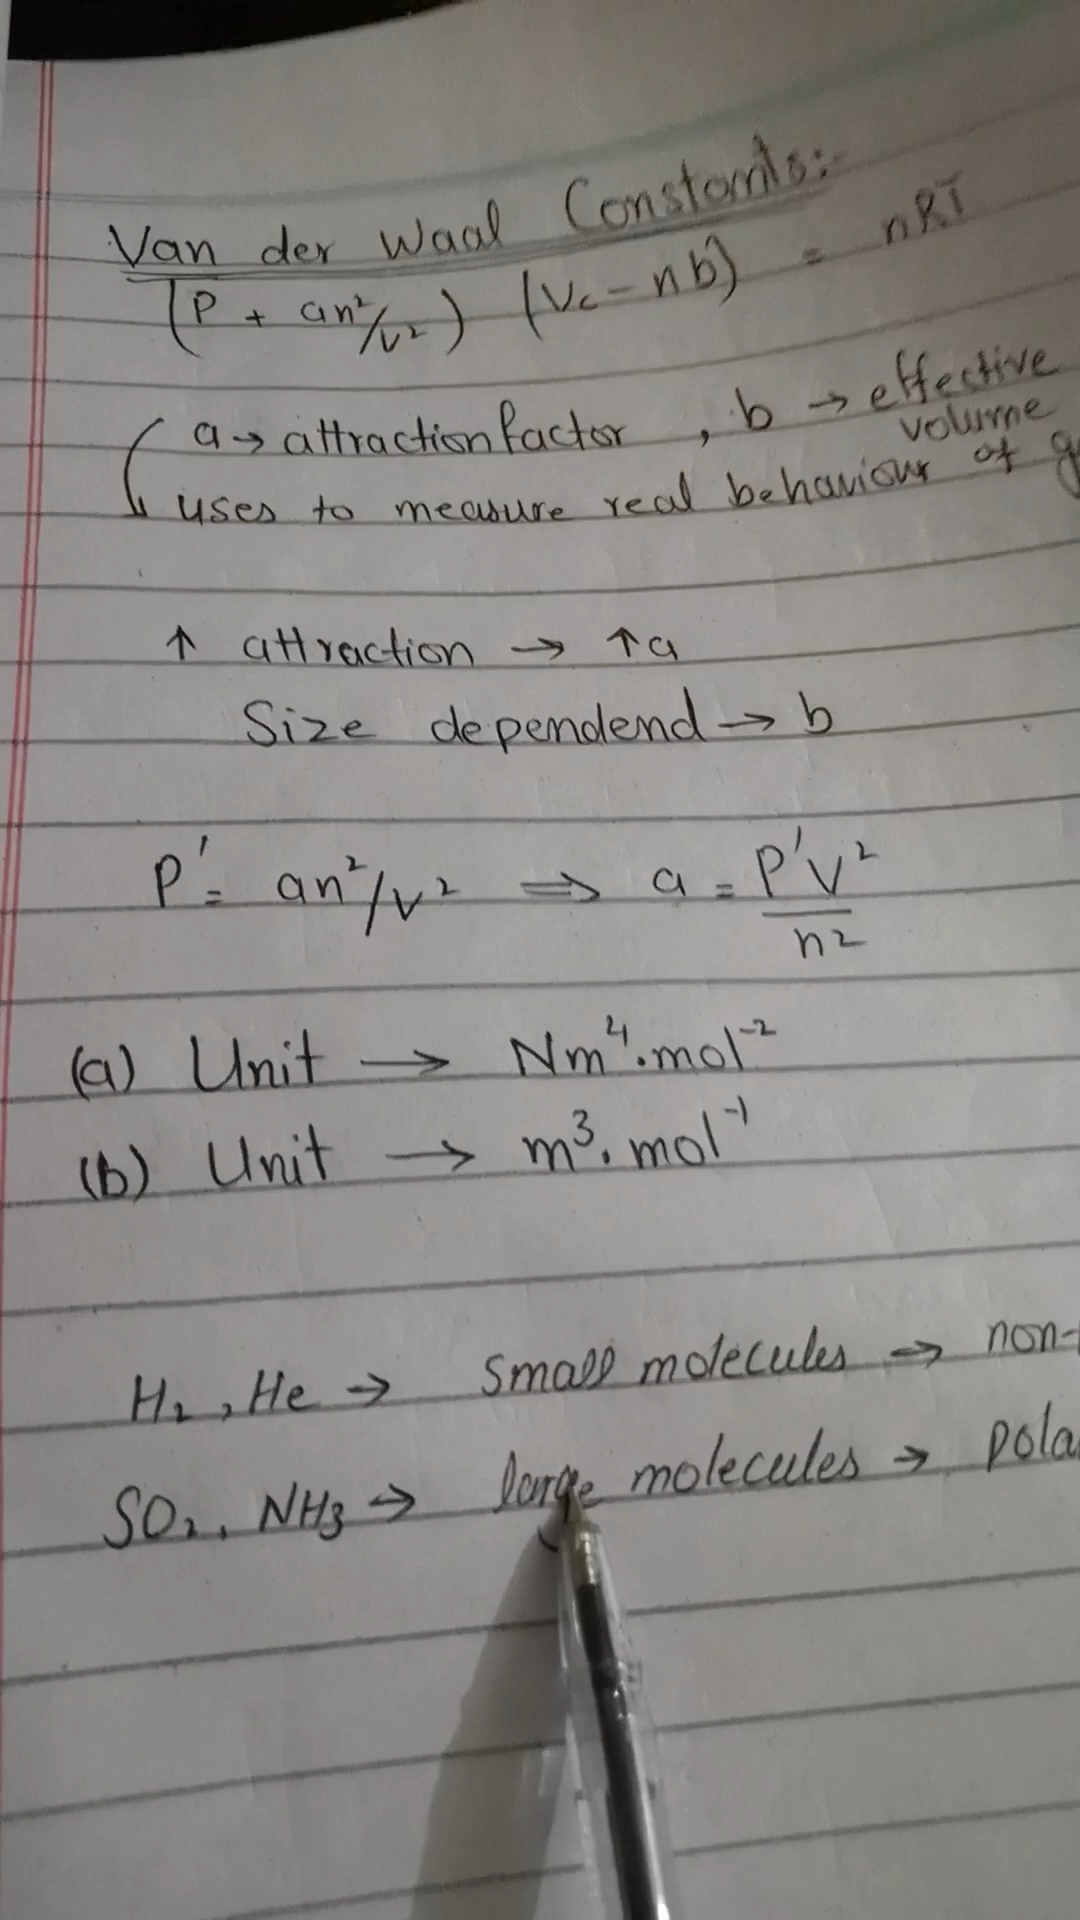 Van der Waal Constants:
(P + an²/v²) (Vc - nb) = nRT
a → attraction factor, b → effective
volume
uses to measure real behaviour of
↑ attraction → ↑a
Size dependend → b
P' = an²/v² ⇒ a = P'V²
n²
(a) Unit → Nm⁴.mol⁻²
(b) Unit → m³.mol⁻¹
H₂, He → Small molecules → non-
SO₂, NH₃ → large molecules → pola